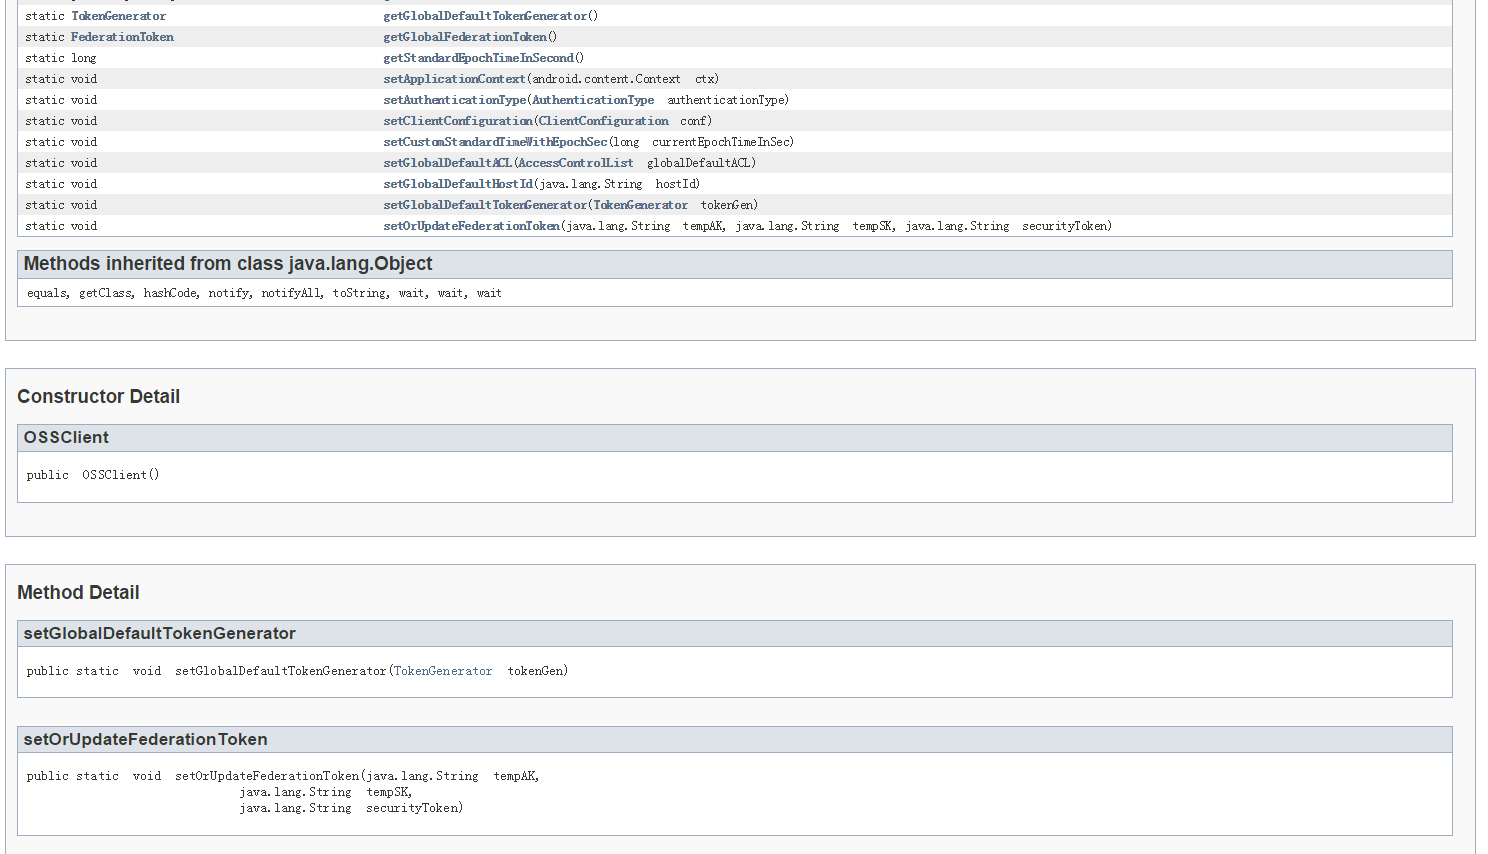 static TokenGenerator getGlobalDefaultTokenGenerator()
static FederationToken getGlobalFederationToken()
static long getStandardEpochTimeInSecond()
static void setApplicationContext(android.content.Context ctx)
static void setAuthenticationType(AuthenticationType authenticationType)
static void setClientConfiguration(ClientConfiguration conf)
static void setCustomStandardTimeWithEpochSec(long currentEpochTimeInSec)
static void setGlobalDefaultACL(AccessControlList globalDefaultACL)
static void setGlobalDefaultHostId(java.lang.String hostId)
static void setGlobalDefaultTokenGenerator(TokenGenerator tokenGen)
static void setOrUpdateFederationToken(java.lang.String tempAK, java.lang.String tempSK, java.lang.String securityToken)
Methods inherited from class java.lang.Object
equals, getClass, hashCode, notify, notifyAll, toString, wait, wait, wait
Constructor Detail
OSSClient
public OSSClient()
Method Detail
setGlobalDefaultTokenGenerator
public static void setGlobalDefaultTokenGenerator(TokenGenerator tokenGen)
setOrUpdateFederationToken
public static void setOrUpdateFederationToken(java.lang.String tempAK,
java.lang.String tempSK,
java.lang.String securityToken)